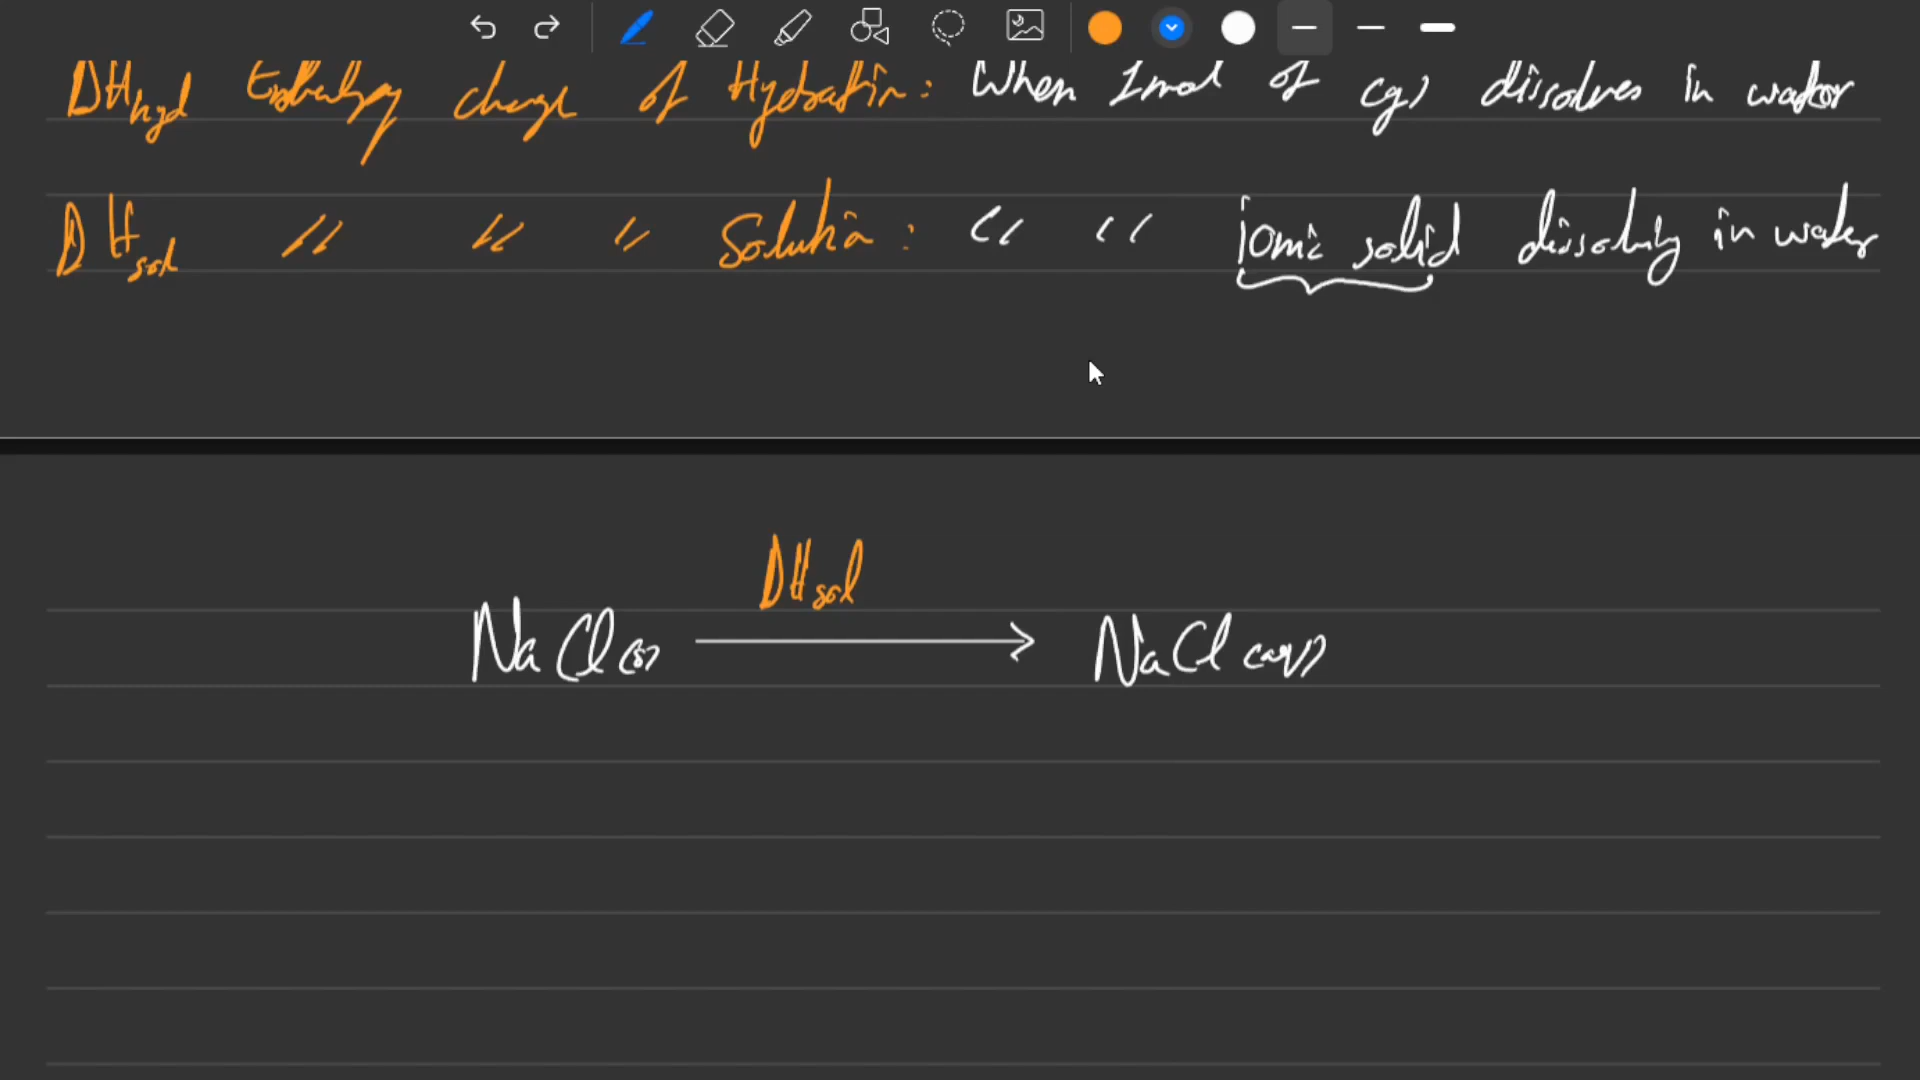 ΔHhyd Enthalpy change of Hydration: When 1mol of (g) dissolves in water
ΔHsol " " " Solution: " " ionic solid dissolving in water
ΔHsol
NaCl(s) → NaCl(aq)